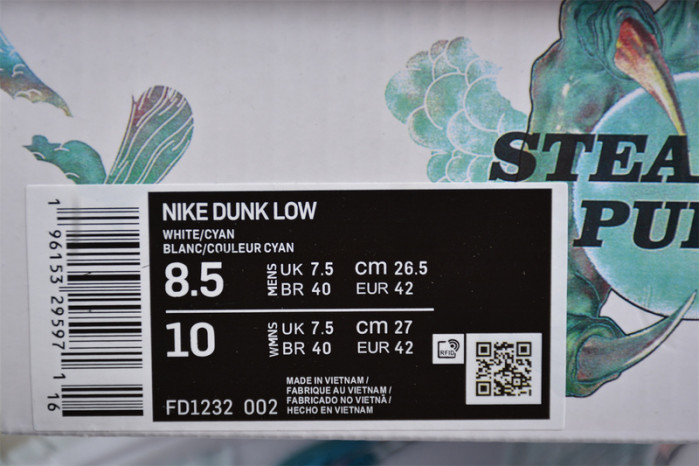 STEA
PU
1 96153 29597 1 16
NIKE DUNK LOW
WHITE/CYAN
BLANC/COULEUR CYAN
8.5 MENS UK 7.5 cm 26.5
BR 40 EUR 42
10 WMNS UK 7.5 cm 27
BR 40 EUR 42
RFID
MADE IN VIETNAM /
FABRIQUE AU VIETNAM /
FABRICADO NO VIETNÃ /
HECHO EN VIETNAM
FD1232 002